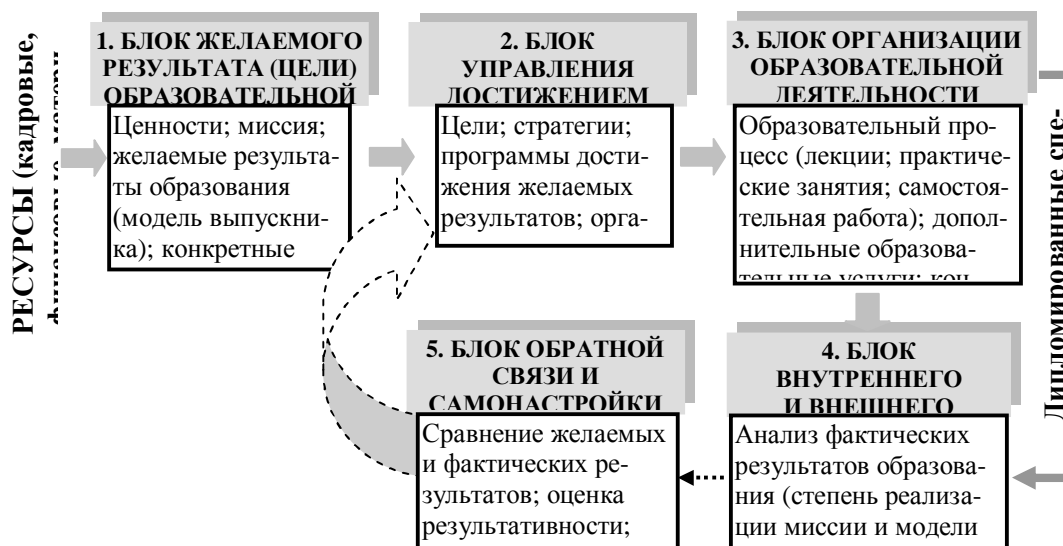 РЕСУРСЫ (кадровые,
1. БЛОК ЖЕЛАЕМОГО
РЕЗУЛЬТАТА (ЦЕЛИ)
ОБРАЗОВАТЕЛЬНОЙ
Ценности; миссия;
желаемые результа-
ты образования
(модель выпускни-
ка); конкретные
2. БЛОК
УПРАВЛЕНИЯ
ДОСТИЖЕНИЕМ
Цели; стратегии;
программы дости-
жения желаемых
результатов; орга-
3. БЛОК ОРГАНИЗАЦИИ
ОБРАЗОВАТЕЛЬНОЙ
ДЕЯТЕЛЬНОСТИ
Образовательный про-
цесс (лекции; практиче-
ские занятия; самостоя-
тельная работа); допол-
нительные образова-
тельные услуги; кон-
Дипломированные спе-
4. БЛОК
ВНУТРЕННЕГО
И ВНЕШНЕГО
Анализ фактических
результатов образова-
ния (степень реализа-
ции миссии и модели
5. БЛОК ОБРАТНОЙ
СВЯЗИ И
САМОНАСТРОЙКИ
Сравнение желаемых
и фактических ре-
зультатов; оценка
результативности;